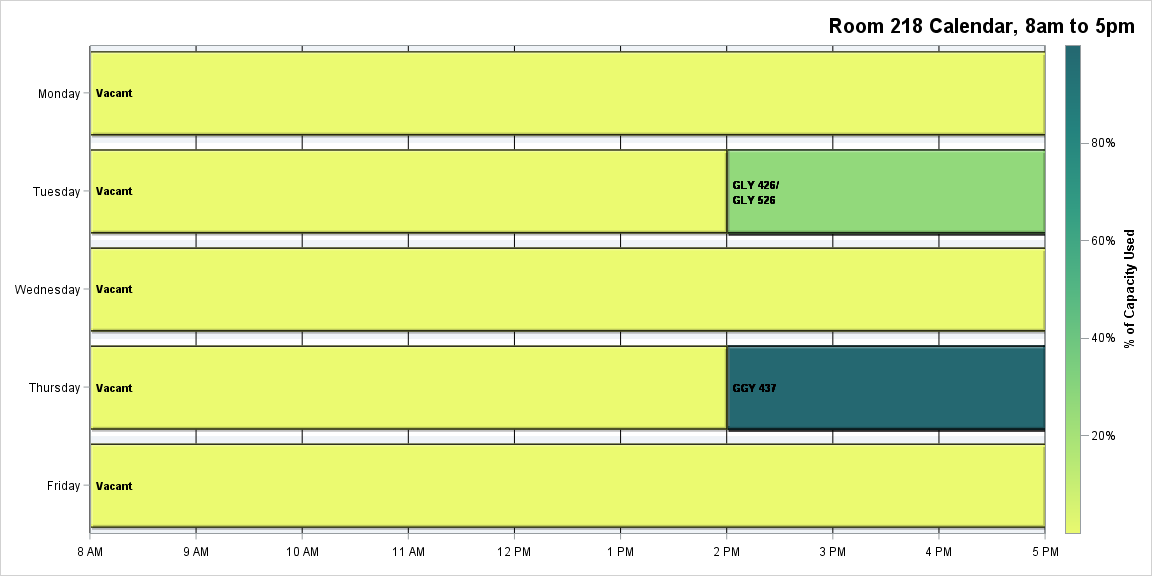 Room 218 Calendar, 8am to 5pm
Monday
Vacant
Tuesday
Vacant
GLY 426/
GLY 526
Wednesday
Vacant
Thursday
Vacant
GGY 437
Friday
Vacant
8 AM
9 AM
10 AM
11 AM
12 PM
1 PM
2 PM
3 PM
4 PM
5 PM
80%
60%
40%
20%
% of Capacity Used